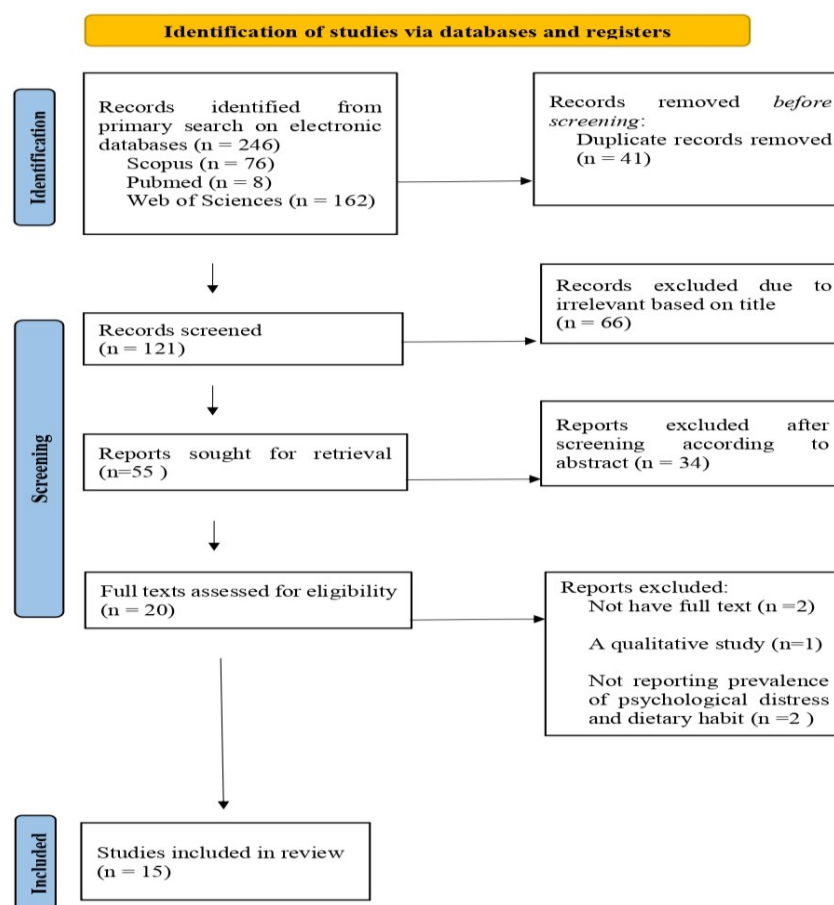 Identification of studies via databases and registers
Identification
Records identified from
primary search on electronic
databases (n = 246)
Scopus (n = 76)
Pubmed (n = 8)
Web of Sciences (n = 162)
Records removed before
screening:
Duplicate records removed
(n = 41)
Screening
Records screened
(n = 121)
Records excluded due to
irrelevant based on title
(n = 66)
Reports sought for retrieval
(n=55 )
Reports excluded after
screening according to
abstract (n = 34)
Full texts assessed for eligibility
(n = 20)
Reports excluded:
Not have full text (n =2)
A qualitative study (n=1)
Not reporting prevalence
of psychological distress
and dietary habit (n =2 )
Included
Studies included in review
(n = 15)